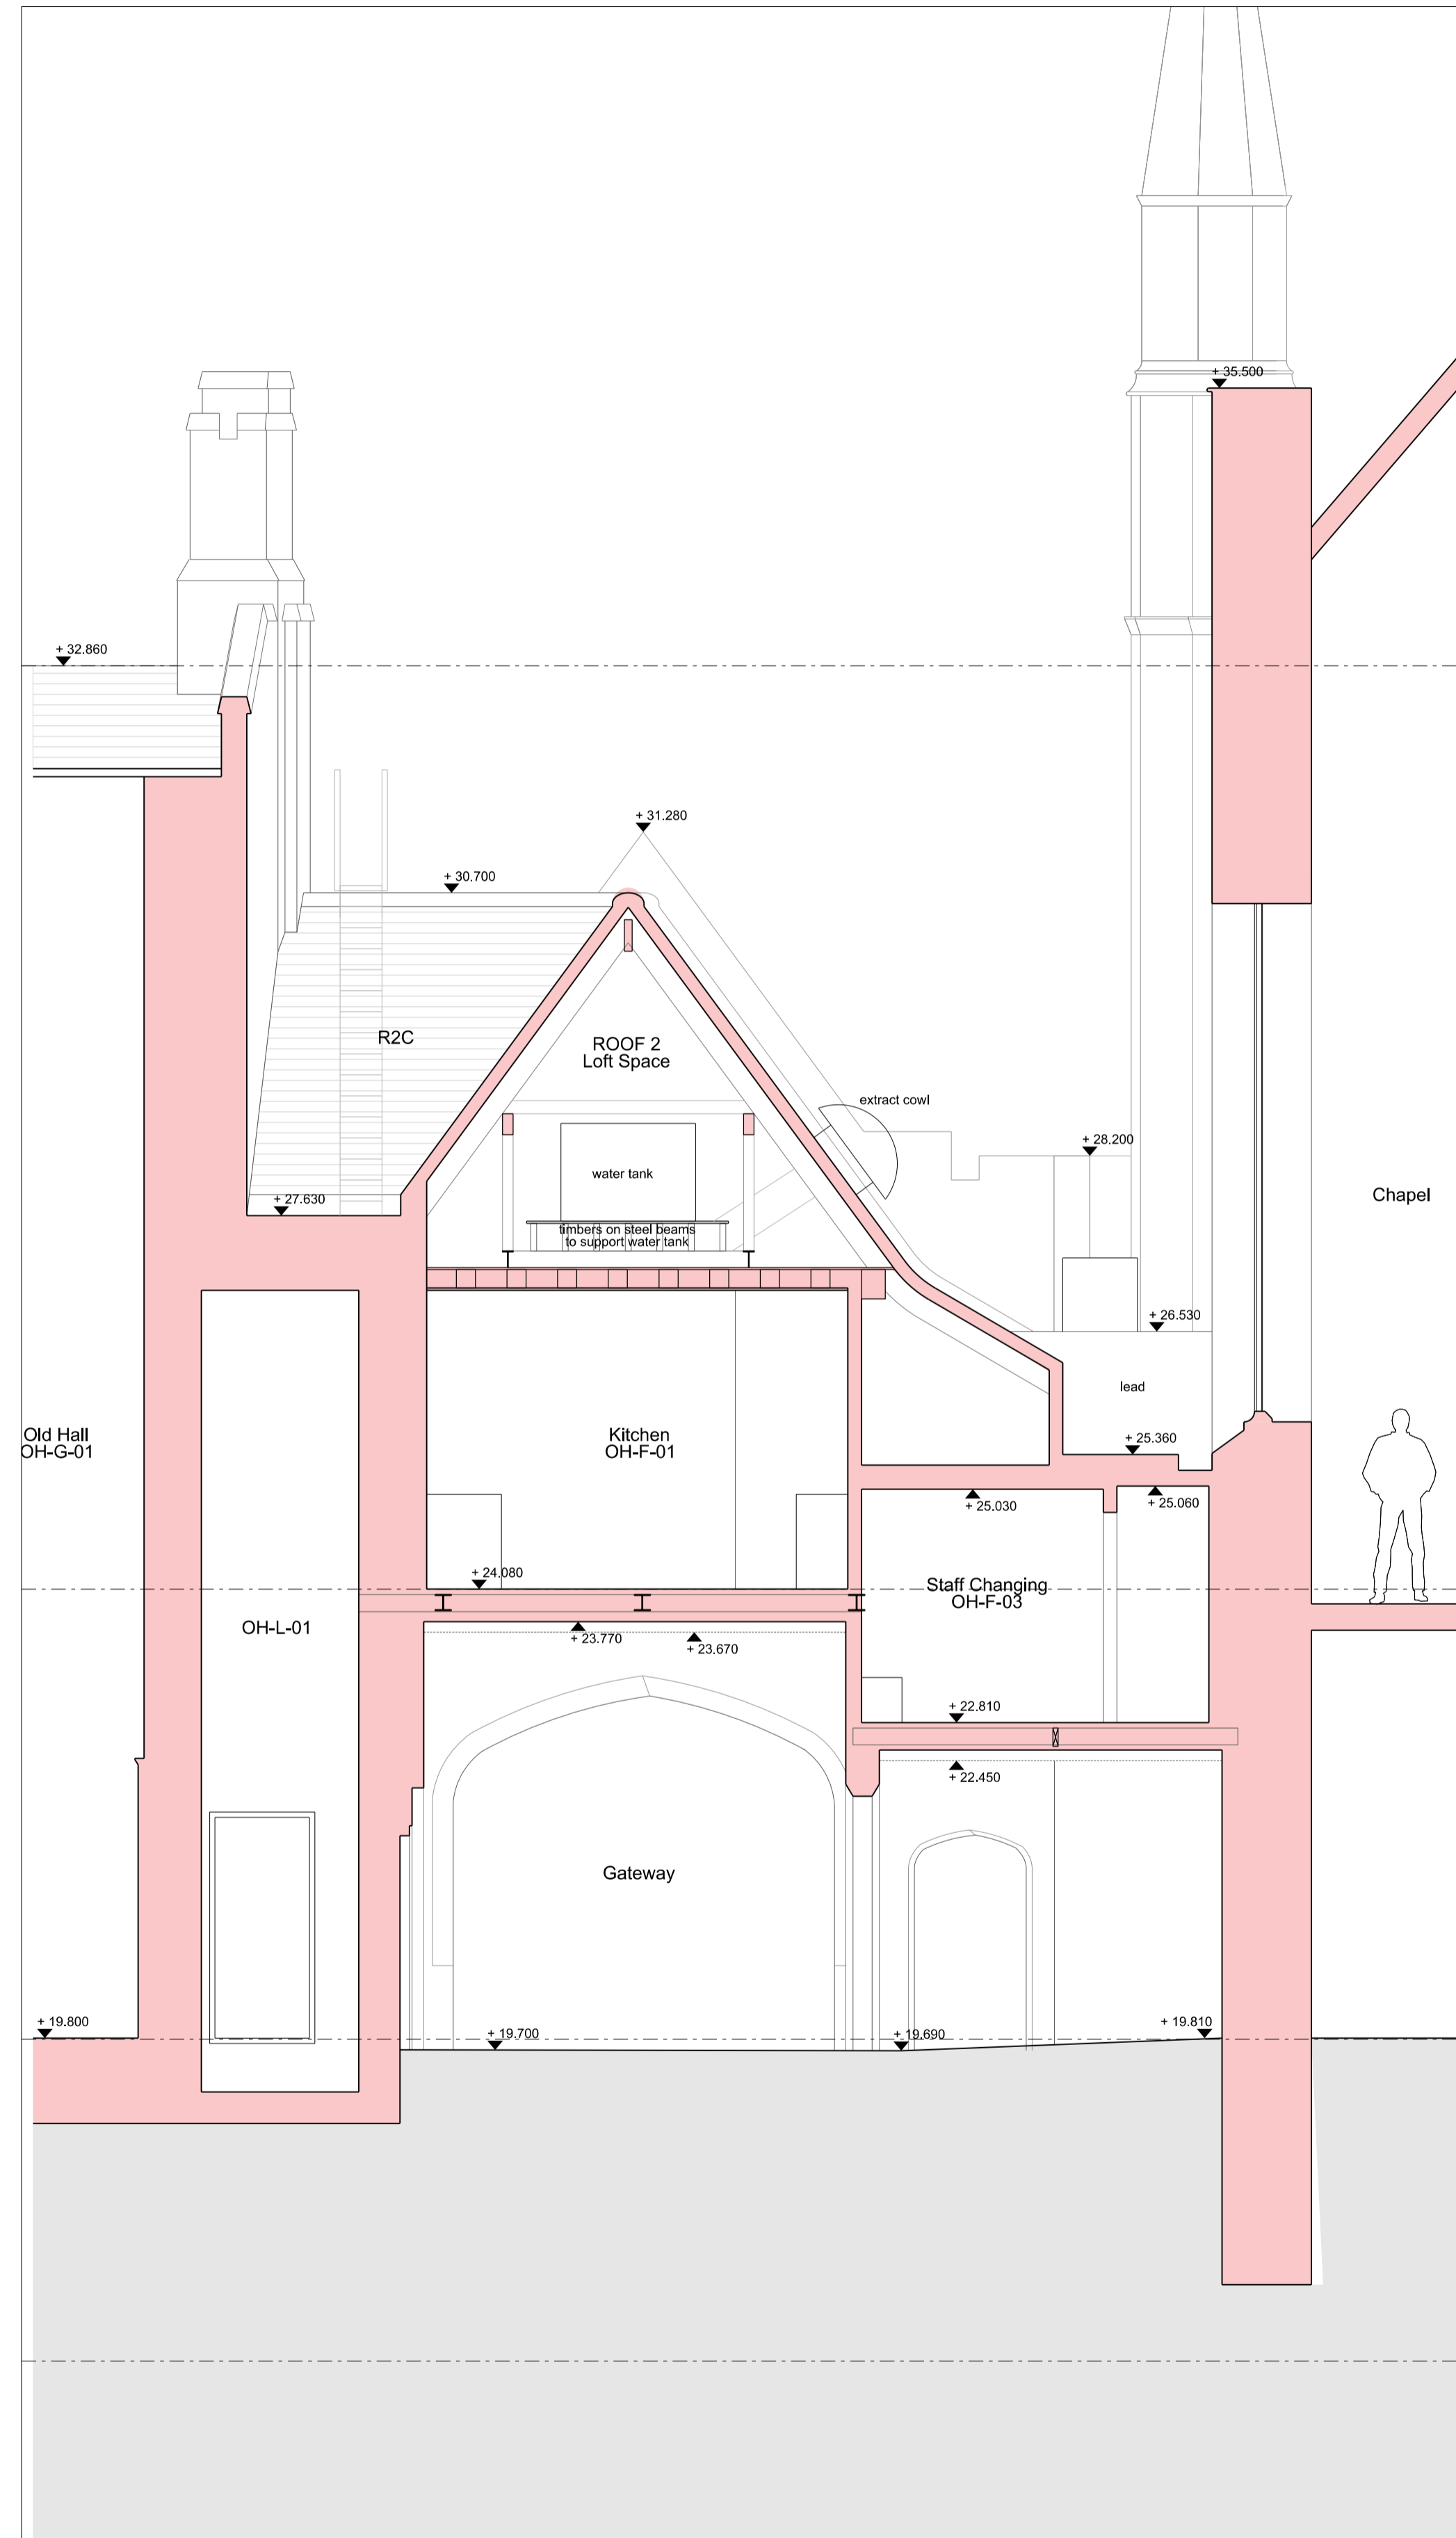 + 35.500
+ 32.860
+ 31.280
+ 30.700
R2C
ROOF 2
Loft Space
extract cowl
+ 28.200
water tank
Chapel
+ 27.630
timbers on steel beams
to support water tank
+ 26.530
lead
Old Hall
OH-G-01
Kitchen
OH-F-01
+ 25.360
+ 25.030
+ 25.060
+ 24.080
Staff Changing
OH-F-03
OH-L-01
+ 23.770
+ 23.670
+ 22.810
+ 22.450
Gateway
+ 19.800
+ 19.700
+ 19.690
+ 19.810